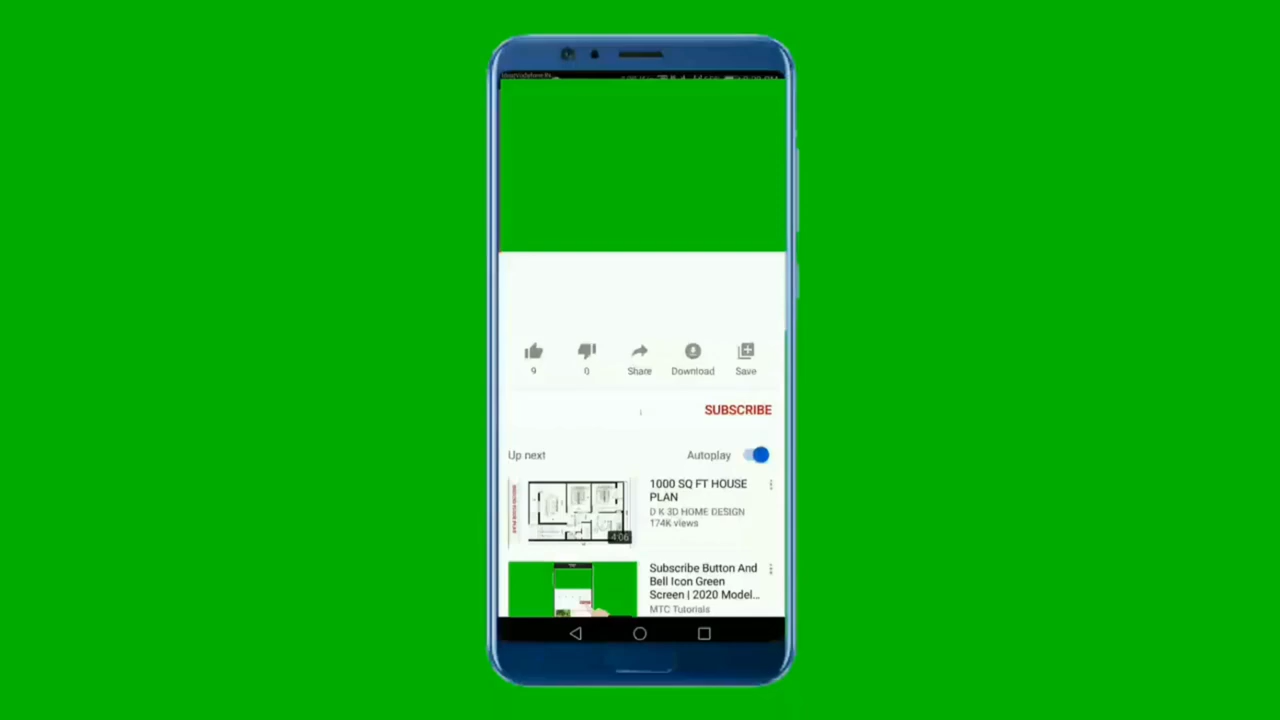 9
0
Share
Download
Save
SUBSCRIBE
Up next
Autoplay
1000 SQ FT HOUSE
PLAN
D K 3D HOME DESIGN
174K views
4:06
Subscribe Button And
Bell Icon Green
Screen | 2020 Model...
MTC Tutorials